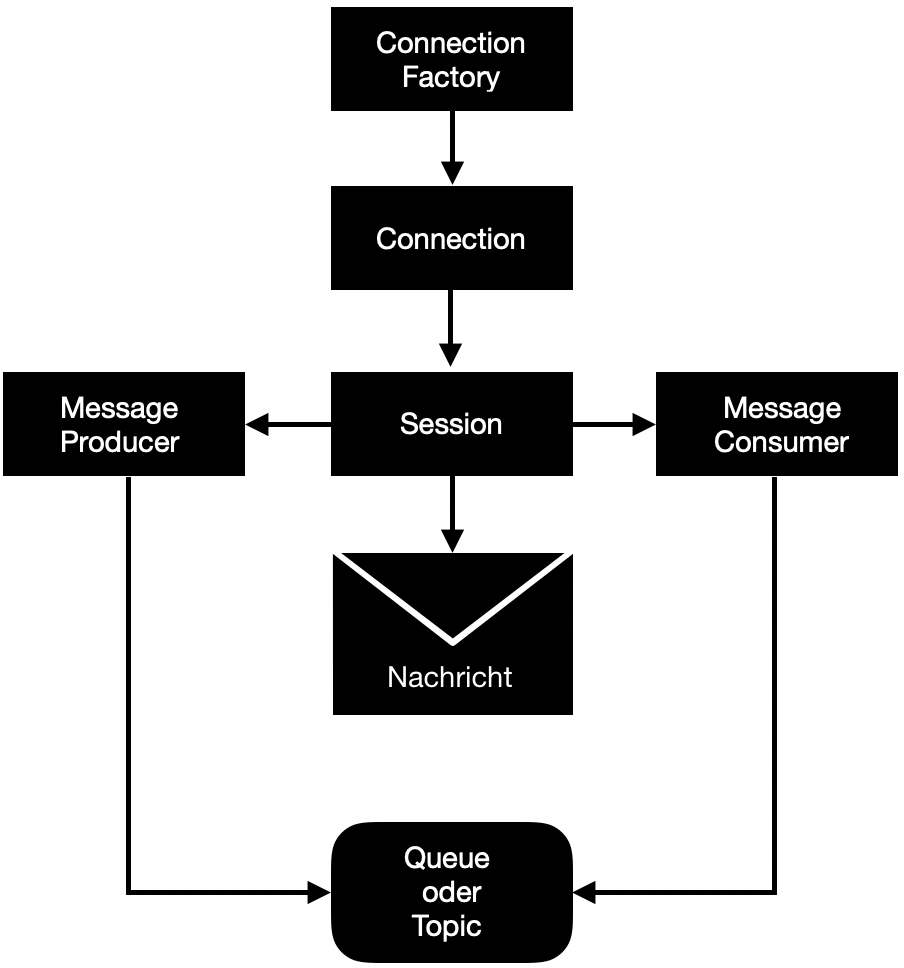 Connection
Factory
Connection
Message
Producer
Session
Message
Consumer
Nachricht
Queue
oder
Topic